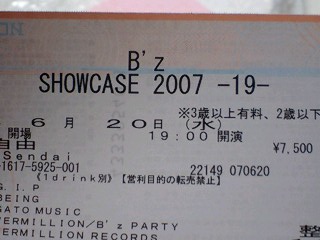 B'z
SHOWCASE 2007 -19-
※3歳以上有料、2歳以下
6月 20日 (水)
開場 19:00 開演
自由 ¥7,500
Sendai
-1617-5925-001 22149 070620
《1drink別》【営利目的の転売禁止】
G.I.P
BEING
GATO MUSIC
VERMILLION/B'z PARTY
VERMILLION RECORDS
整